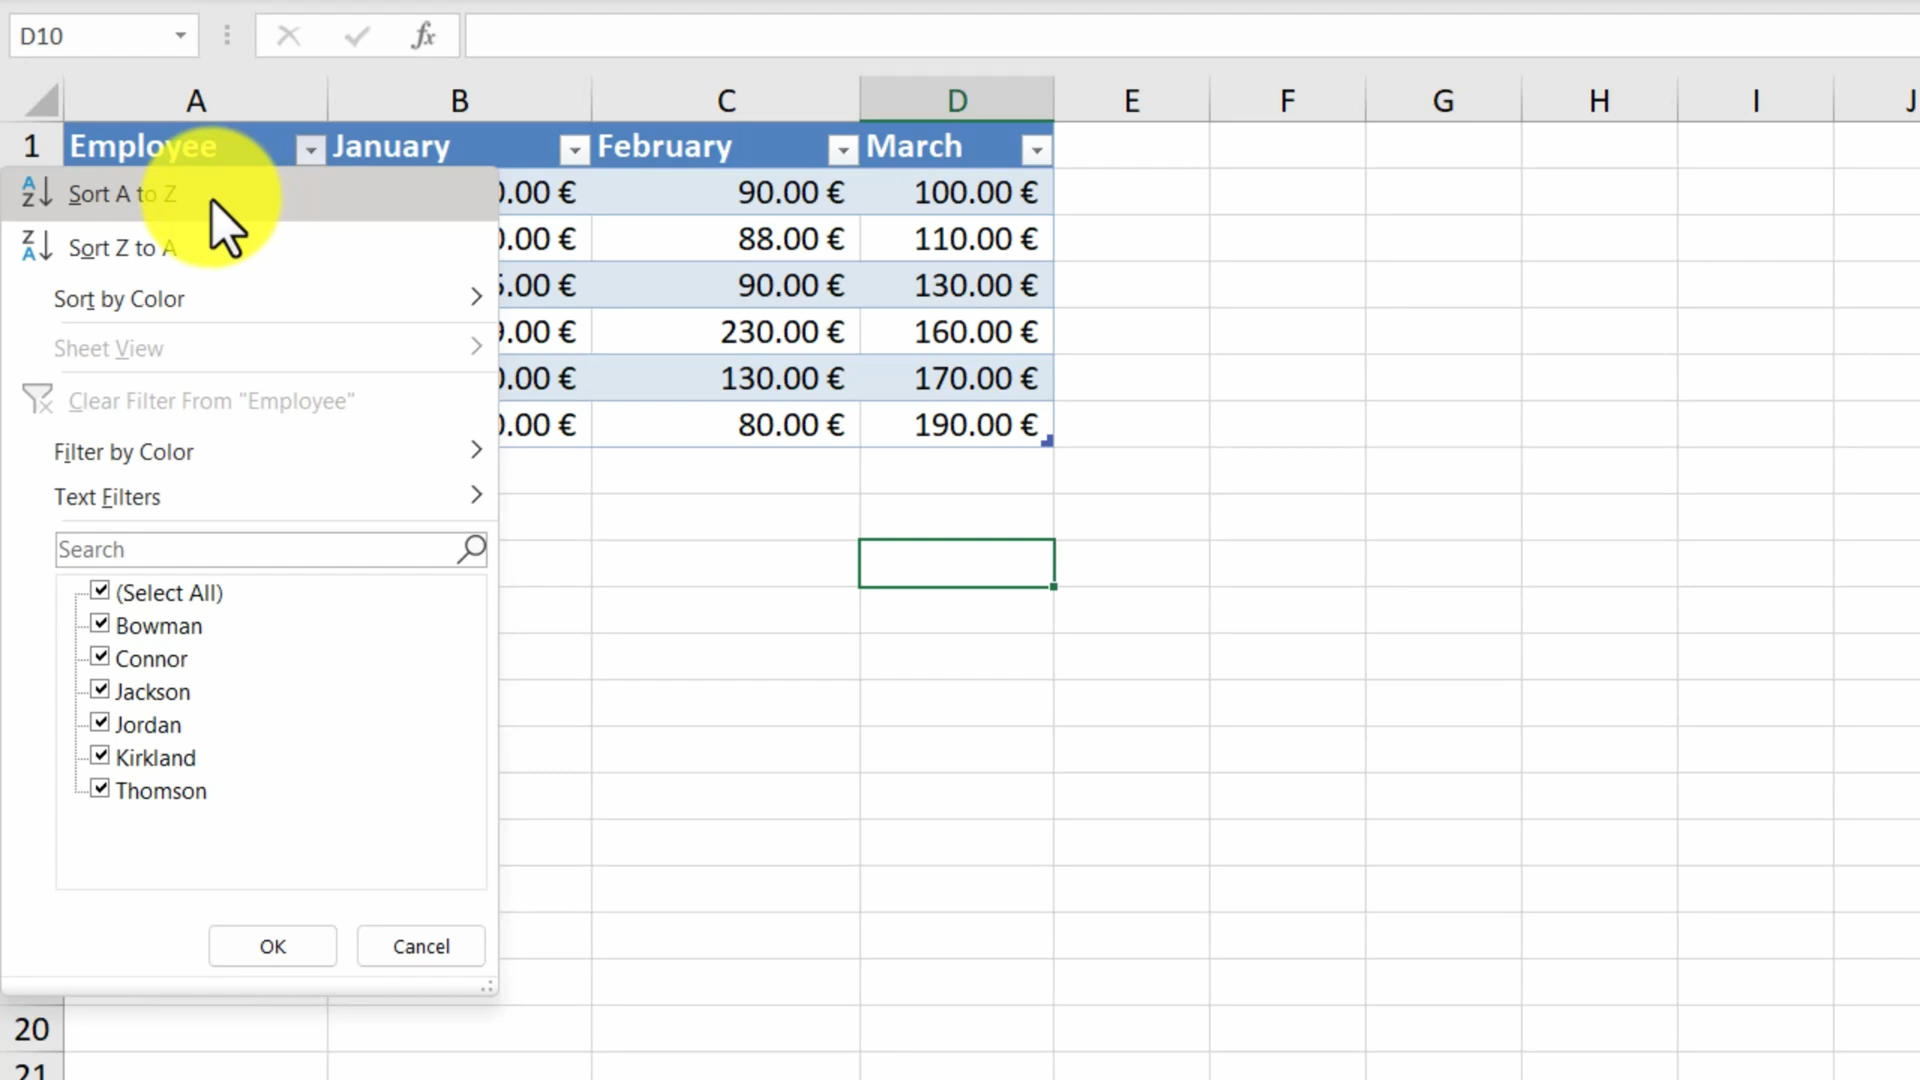 D10 fx
A B C D E F G H I J
1 Employee January February March
Sort A to Z
.00 € 90.00 € 100.00 €
Sort Z to A
.00 € 88.00 € 110.00 €
Sort by Color
.00 € 90.00 € 130.00 €
Sheet View
.00 € 230.00 € 160.00 €
Clear Filter From "Employee"
.00 € 130.00 € 170.00 €
Filter by Color
.00 € 80.00 € 190.00 €
Text Filters
Search
(Select All)
Bowman
Connor
Jackson
Jordan
Kirkland
Thomson
OK Cancel
20
21